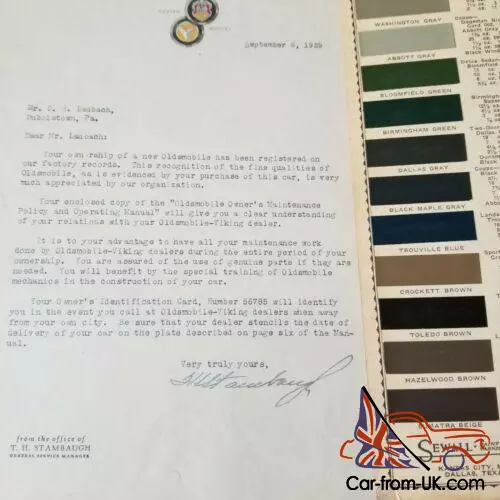 September 6, 1929
Mr. C. H. Laubach,
Dear Mr. Laubach:
Your ownership of a new Oldsmobile has been registered on
our factory records. This recognition of the fine qualities of
Oldsmobile, as is evidenced by your purchase of this car, is very
much appreciated by our organization.
Your enclosed copy of the "Oldsmobile Owner's Maintenance
Policy and Operating Manual" will give you a clear understanding
of your relations with your Oldsmobile-Viking dealer.
It is to your advantage to have all your maintenance work
done by Oldsmobile-Viking dealers during the entire period of your
ownership. You are assured of the use of genuine parts if they are
needed. You will benefit by the special training of Oldsmobile
mechanics in the construction of your car.
Your Owner's Identification Card, Number 56785 will identify
you in the event you call at Oldsmobile-Viking dealers when away
from your own city. Be sure that your dealer stencils the date of
delivery of your car on the plate described on page six of the Man-
ual.
Very truly yours,
from the office of
T. H. STAMBAUGH
GENERAL SERVICE MANAGER
WASHINGTON GRAY
ABBOTT GRAY
BLOOMFIELD GREEN
BIRMINGHAM GREEN
DALLAS GRAY
BLACK MAPLE GRAY
TROUVILLE BLUE
CROCKETT BROWN
TOLEDO BROWN
HAZELWOOD BROWN
SUMATRA BEIGE
SEWALL
KANSAS CITY,
DALLAS, TEXA
Car-from-UK.com